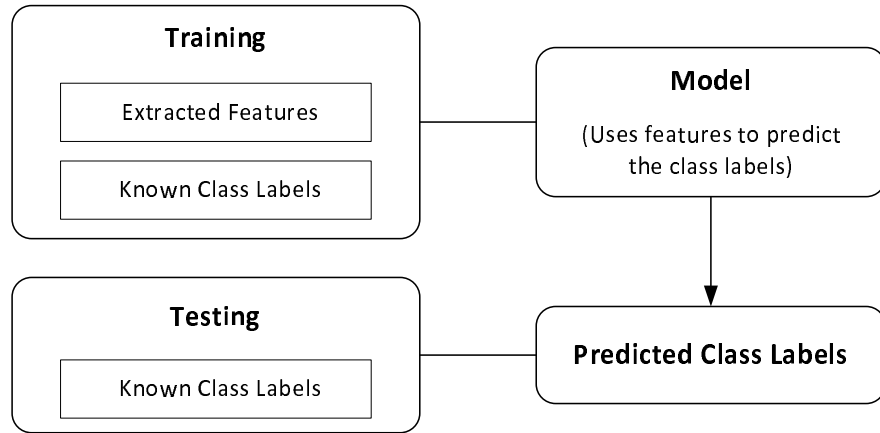 Training
Extracted Features
Known Class Labels
Model
(Uses features to predict
the class labels)
Testing
Known Class Labels
Predicted Class Labels